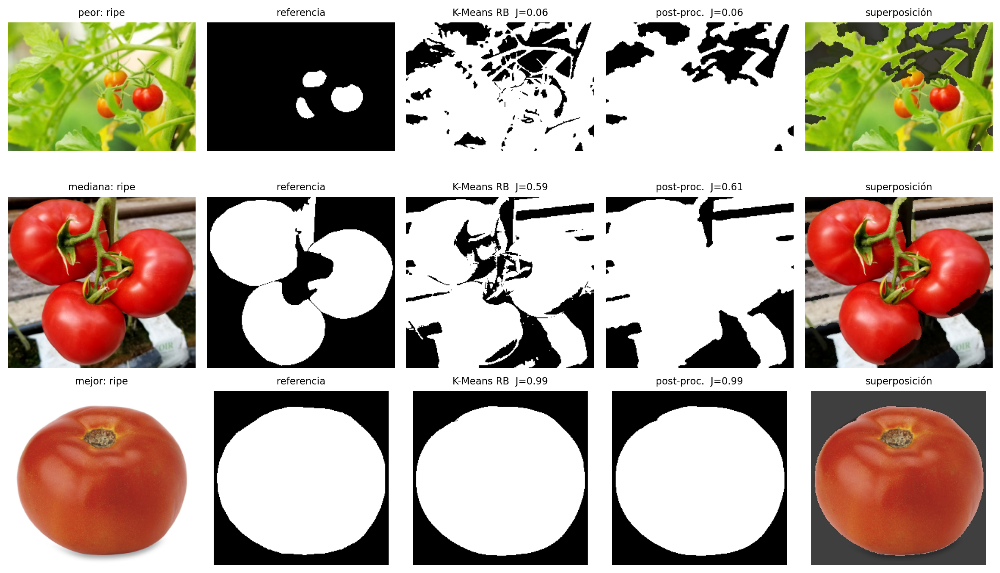 peor: ripe
referencia
K-Means RB J=0.06
post-proc. J=0.06
superposición
mediana: ripe
referencia
K-Means RB J=0.59
post-proc. J=0.61
superposición
OIR
OIR
mejor: ripe
referencia
K-Means RB J=0.99
post-proc. J=0.99
superposición